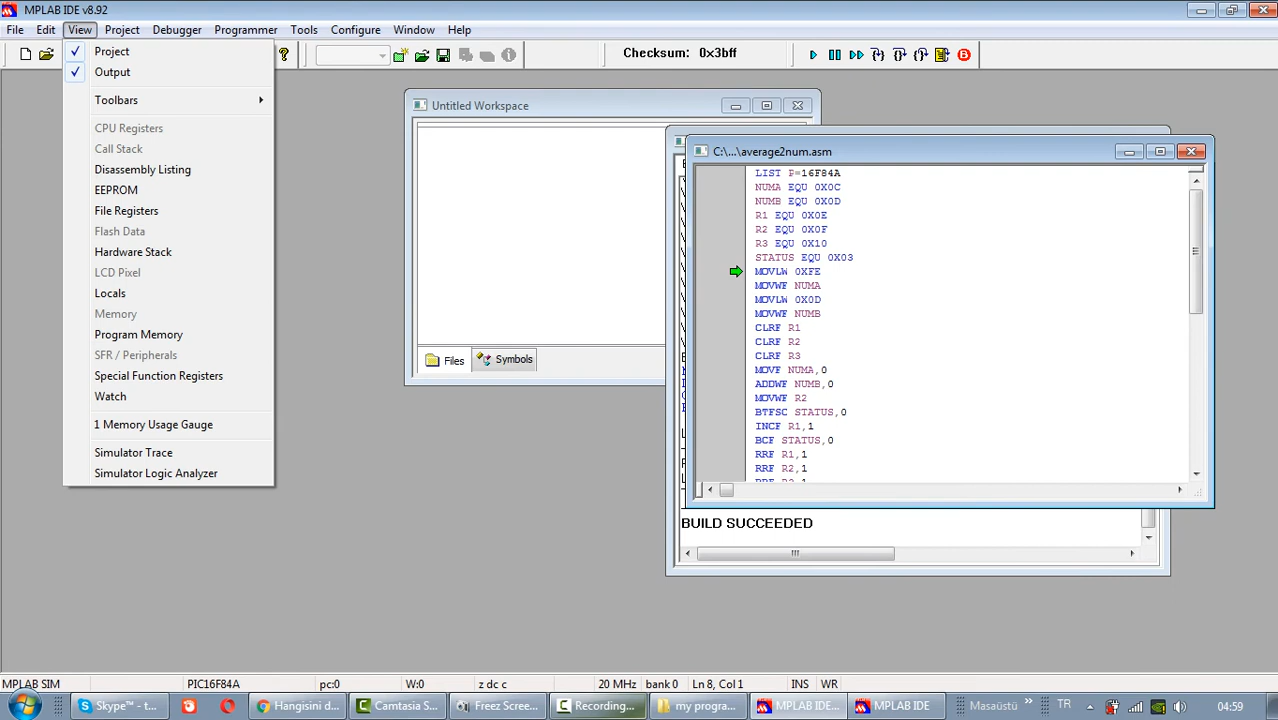 MPLAB IDE v8.92
File Edit View Project Debugger Programmer Tools Configure Window Help
Checksum: 0x3bff
Project
Output
Toolbars
CPU Registers
Call Stack
Disassembly Listing
EEPROM
File Registers
Flash Data
Hardware Stack
LCD Pixel
Locals
Memory
Program Memory
SFR / Peripherals
Special Function Registers
Watch
1 Memory Usage Gauge
Simulator Trace
Simulator Logic Analyzer
Untitled Workspace
Files Symbols
C:\...\average2num.asm
LIST P=16F84A
NUMA EQU 0X0C
NUMB EQU 0X0D
R1 EQU 0X0E
R2 EQU 0X0F
R3 EQU 0X10
STATUS EQU 0X03
MOVLW 0XFE
MOVWF NUMA
MOVLW 0X0D
MOVWF NUMB
CLRF R1
CLRF R2
CLRF R3
MOVF NUMA,0
ADDWF NUMB,0
MOVWF R2
BTFSC STATUS,0
INCF R1,1
BCF STATUS,0
RRF R1,1
RRF R2,1
BUILD SUCCEEDED
MPLAB SIM PIC16F84A pc:0 W:0 z dc c 20 MHz bank 0 Ln 8, Col 1 INS WR
Skype™ - t... Hangisini d... Camtasia S... Freez Scree... Recording... my progra... MPLAB IDE... MPLAB IDE Masaüstü » TR 04:59